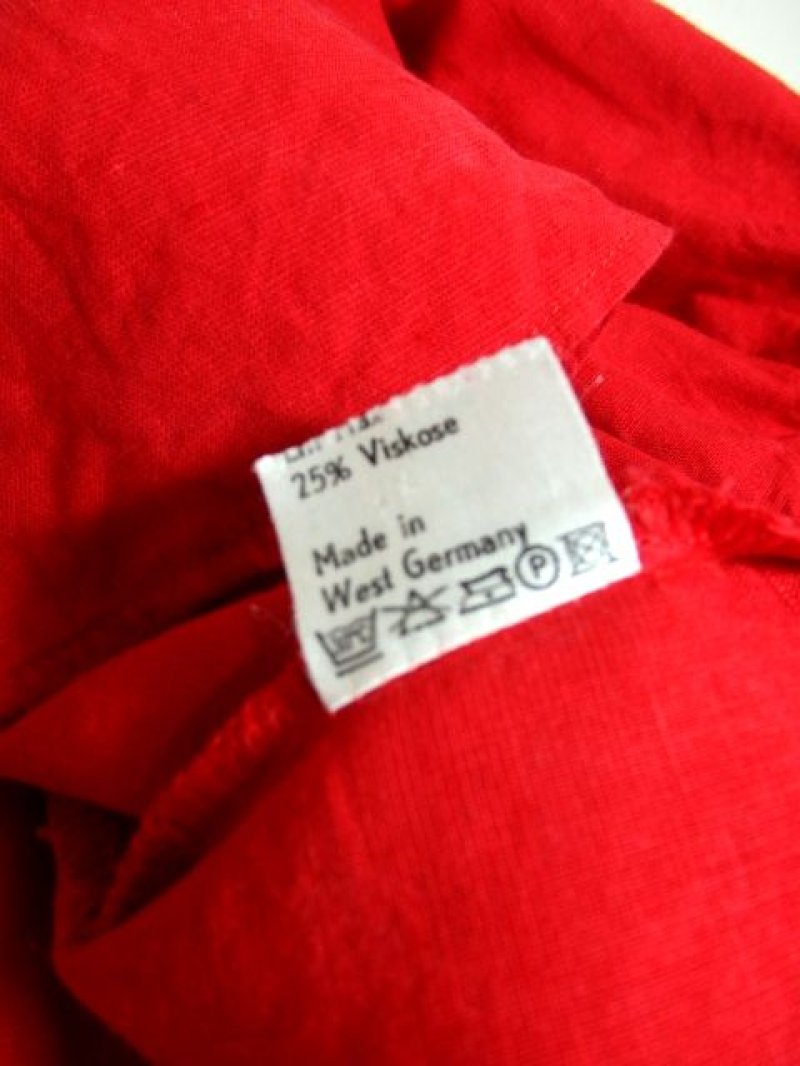 25% Viskose
Made in
West Germany
P